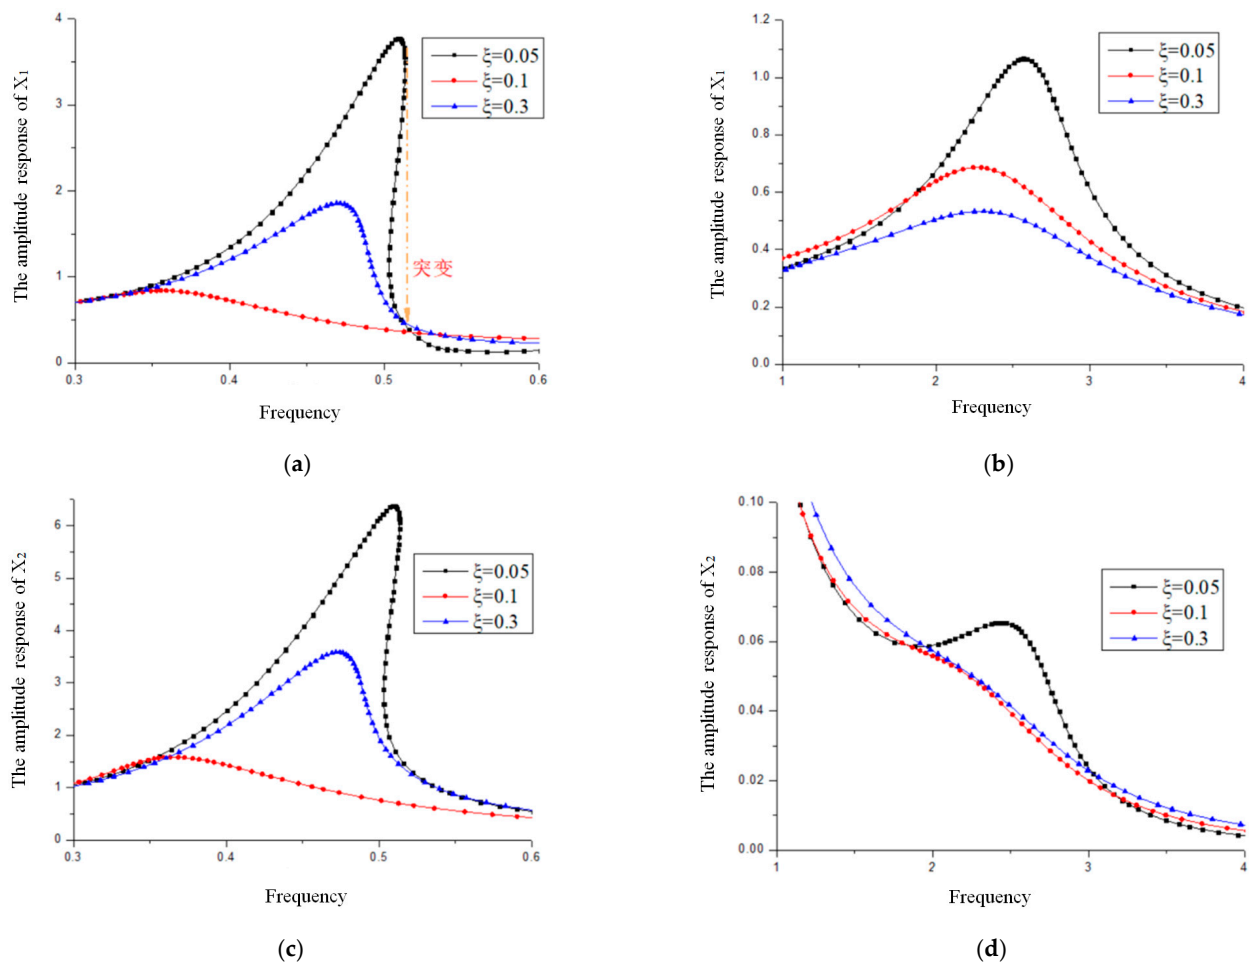 The amplitude response of X1
4
3
2
1
0
0.3
0.4
0.5
0.6
Frequency
ξ=0.05
ξ=0.1
ξ=0.3
突变
(a)
The amplitude response of X1
1.2
1.0
0.8
0.6
0.4
0.2
0.0
1
2
3
4
Frequency
ξ=0.05
ξ=0.1
ξ=0.3
(b)
The amplitude response of X2
6
5
4
3
2
1
0
0.3
0.4
0.5
0.6
Frequency
ξ=0.05
ξ=0.1
ξ=0.3
(c)
The amplitude response of X2
0.10
0.08
0.06
0.04
0.02
0.00
1
2
3
4
Frequency
ξ=0.05
ξ=0.1
ξ=0.3
(d)